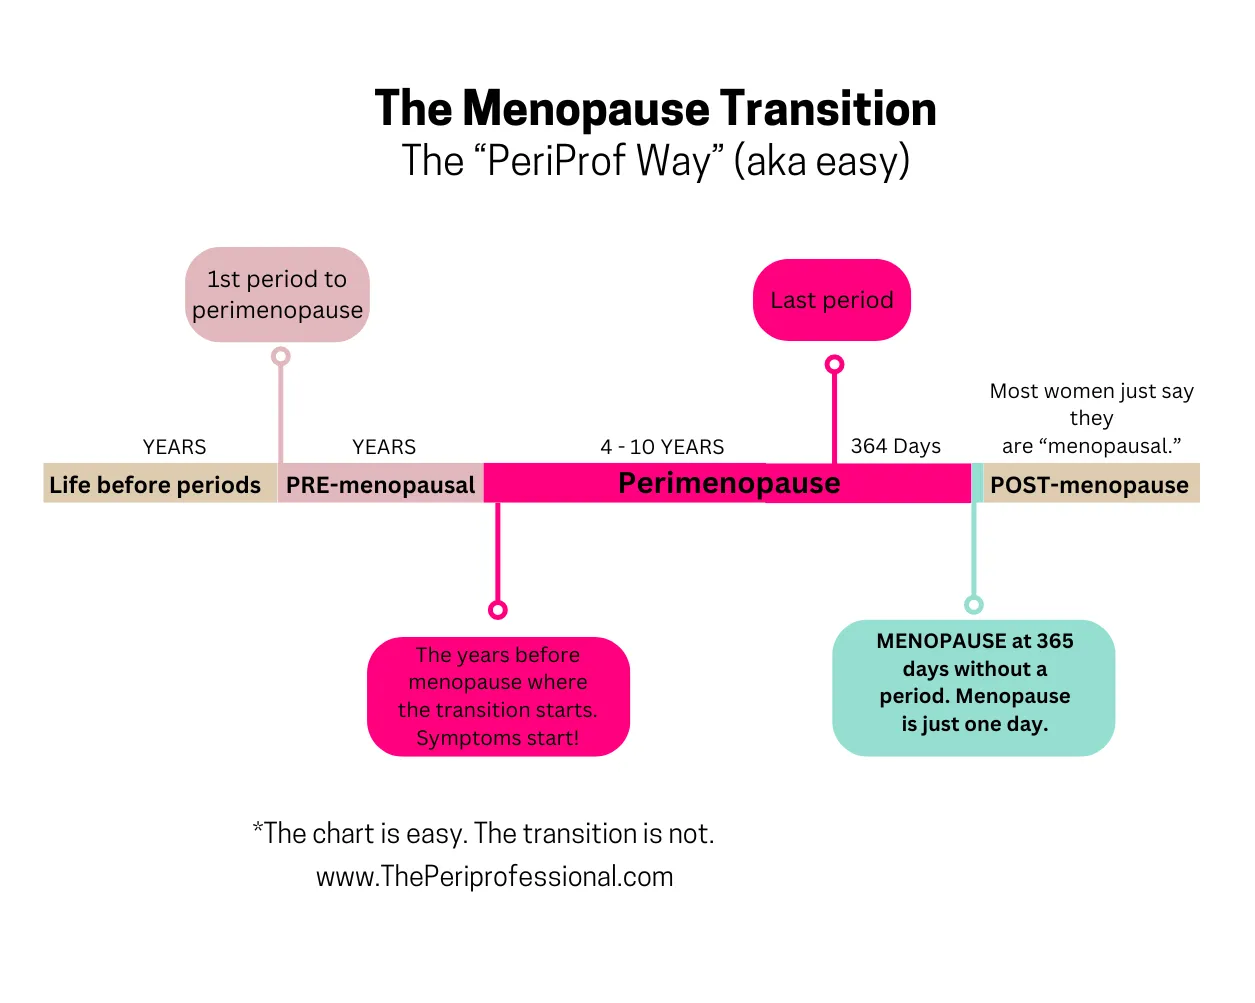 The Menopause Transition
The “PeriProf Way” (aka easy)
1st period to
perimenopause
Last period
Most women just say
they
are “menopausal.”
YEARS
YEARS
4 - 10 YEARS
364 Days
Life before periods
PRE-menopausal
Perimenopause
POST-menopause
The years before
menopause where
the transition starts.
Symptoms start!
MENOPAUSE at 365
days without a
period. Menopause
is just one day.
*The chart is easy. The transition is not.
www.ThePeriprofessional.com